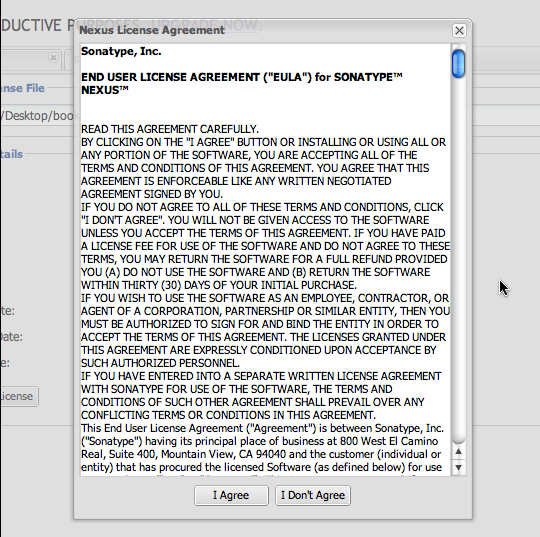 DUCTIVE PURPOSES. UPGRADE NOW.
Nexus License Agreement
Sonatype, Inc.
END USER LICENSE AGREEMENT ("EULA") for SONATYPE™
NEXUS™
READ THIS AGREEMENT CAREFULLY.
BY CLICKING ON THE "I AGREE" BUTTON OR INSTALLING OR USING ALL OR
ANY PORTION OF THE SOFTWARE, YOU ARE ACCEPTING ALL OF THE
TERMS AND CONDITIONS OF THIS AGREEMENT. YOU AGREE THAT THIS
AGREEMENT IS ENFORCEABLE LIKE ANY WRITTEN NEGOTIATED
AGREEMENT SIGNED BY YOU.
IF YOU DO NOT AGREE TO ALL OF THESE TERMS AND CONDITIONS, CLICK
"I DON'T AGREE". YOU WILL NOT BE GIVEN ACCESS TO THE SOFTWARE
UNLESS YOU ACCEPT THE TERMS OF THIS AGREEMENT. IF YOU HAVE PAID
A LICENSE FEE FOR USE OF THE SOFTWARE AND DO NOT AGREE TO THESE
TERMS, YOU MAY RETURN THE SOFTWARE FOR A FULL REFUND PROVIDED
YOU (A) DO NOT USE THE SOFTWARE AND (B) RETURN THE SOFTWARE
WITHIN THIRTY (30) DAYS OF YOUR INITIAL PURCHASE.
IF YOU WISH TO USE THE SOFTWARE AS AN EMPLOYEE, CONTRACTOR, OR
AGENT OF A CORPORATION, PARTNERSHIP OR SIMILAR ENTITY, THEN YOU
MUST BE AUTHORIZED TO SIGN FOR AND BIND THE ENTITY IN ORDER TO
ACCEPT THE TERMS OF THIS AGREEMENT. THE LICENSES GRANTED UNDER
THIS AGREEMENT ARE EXPRESSLY CONDITIONED UPON ACCEPTANCE BY
SUCH AUTHORIZED PERSONNEL.
IF YOU HAVE ENTERED INTO A SEPARATE WRITTEN LICENSE AGREEMENT
WITH SONATYPE FOR USE OF THE SOFTWARE, THE TERMS AND
CONDITIONS OF SUCH OTHER AGREEMENT SHALL PREVAIL OVER ANY
CONFLICTING TERMS OR CONDITIONS IN THIS AGREEMENT.
This End User License Agreement ("Agreement") is between Sonatype, Inc.
("Sonatype") having its principal place of business at 800 West El Camino
Real, Suite 400, Mountain View, CA 94040 and the customer (individual or
entity) that has procured the licensed Software (as defined below) for use
I Agree
I Don't Agree
nse File
/Desktop/boo
tails
te:
Date:
e:
icense